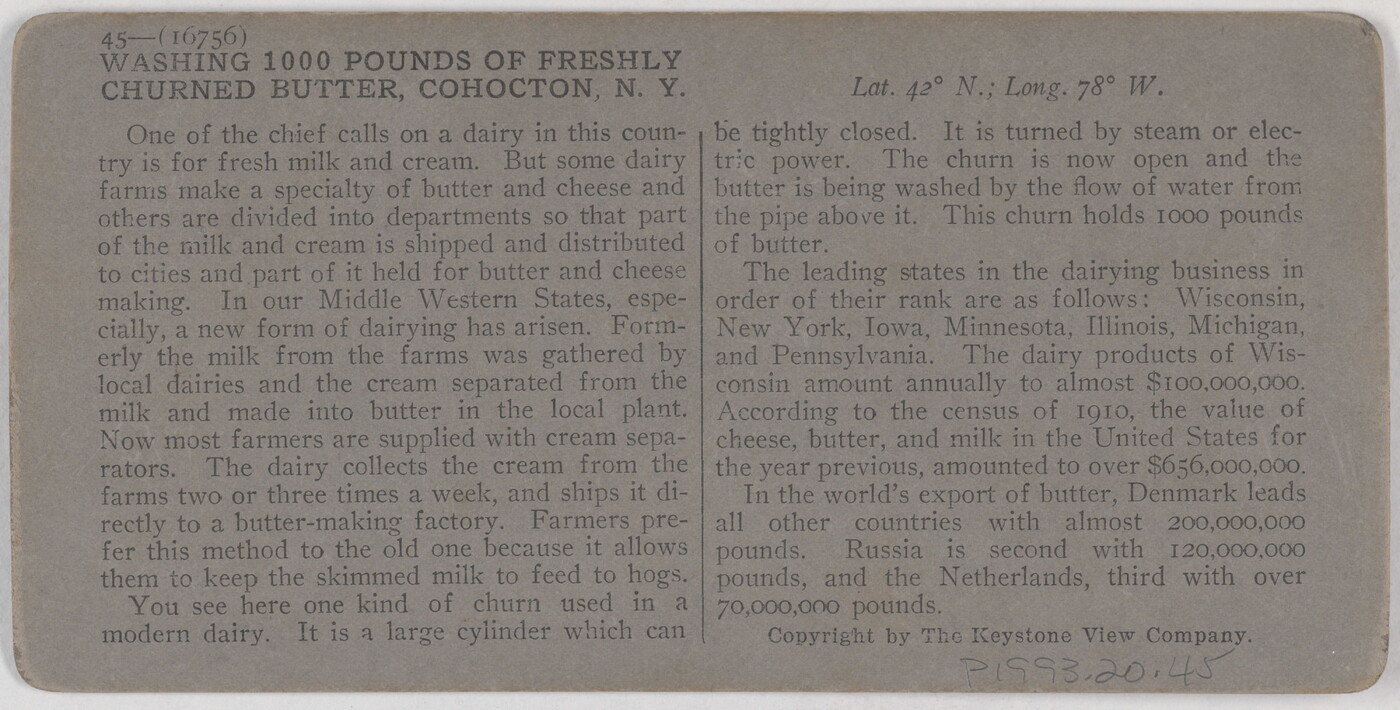 45—(16756)
WASHING 1000 POUNDS OF FRESHLY
CHURNED BUTTER, COHOCTON, N. Y.
One of the chief calls on a dairy in this coun-
try is for fresh milk and cream. But some dairy
farms make a specialty of butter and cheese and
others are divided into departments so that part
of the milk and cream is shipped and distributed
to cities and part of it held for butter and cheese
making. In our Middle Western States, espe-
cially, a new form of dairying has arisen. Form-
erly the milk from the farms was gathered by
local dairies and the cream separated from the
milk and made into butter in the local plant.
Now most farmers are supplied with cream sepa-
rators. The dairy collects the cream from the
farms two or three times a week, and ships it di-
rectly to a butter-making factory. Farmers pre-
fer this method to the old one because it allows
them to keep the skimmed milk to feed to hogs.
You see here one kind of churn used in a
modern dairy. It is a large cylinder which can
Lat. 42° N.; Long. 78° W.
be tightly closed. It is turned by steam or elec-
tric power. The churn is now open and the
butter is being washed by the flow of water from
the pipe above it. This churn holds 1000 pounds
of butter.
The leading states in the dairying business in
order of their rank are as follows: Wisconsin,
New York, Iowa, Minnesota, Illinois, Michigan,
and Pennsylvania. The dairy products of Wis-
consin amount annually to almost $100,000,000.
According to the census of 1910, the value of
cheese, butter, and milk in the United States for
the year previous, amounted to over $656,000,000.
In the world's export of butter, Denmark leads
all other countries with almost 200,000,000
pounds. Russia is second with 120,000,000
pounds, and the Netherlands, third with over
70,000,000 pounds.
Copyright by The Keystone View Company.
P1993.20.45